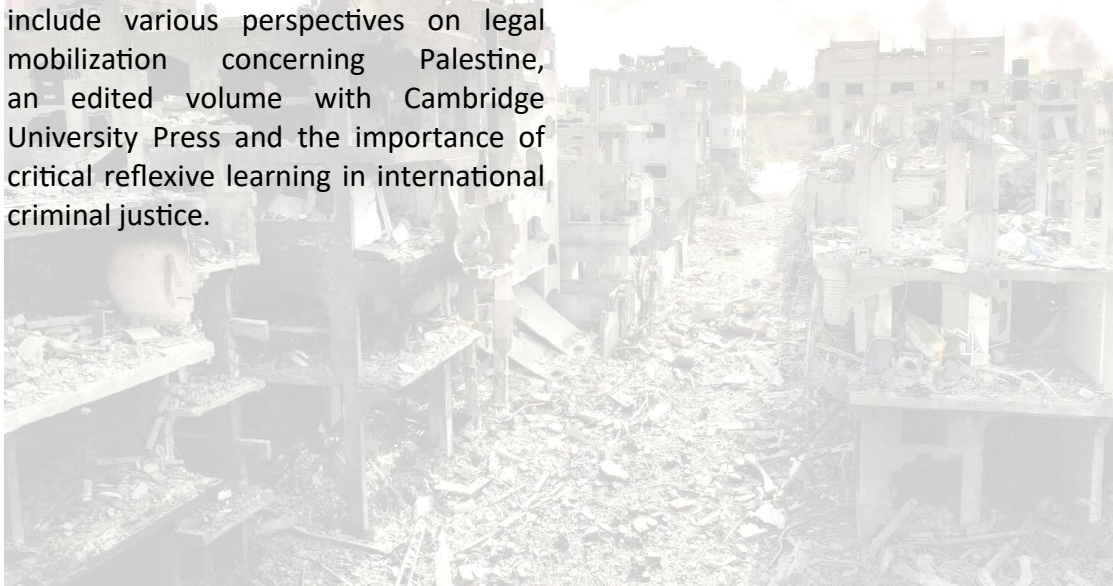 include various perspectives on legal
mobilization concerning Palestine,
an edited volume with Cambridge
University Press and the importance of
critical reflexive learning in international
criminal justice.